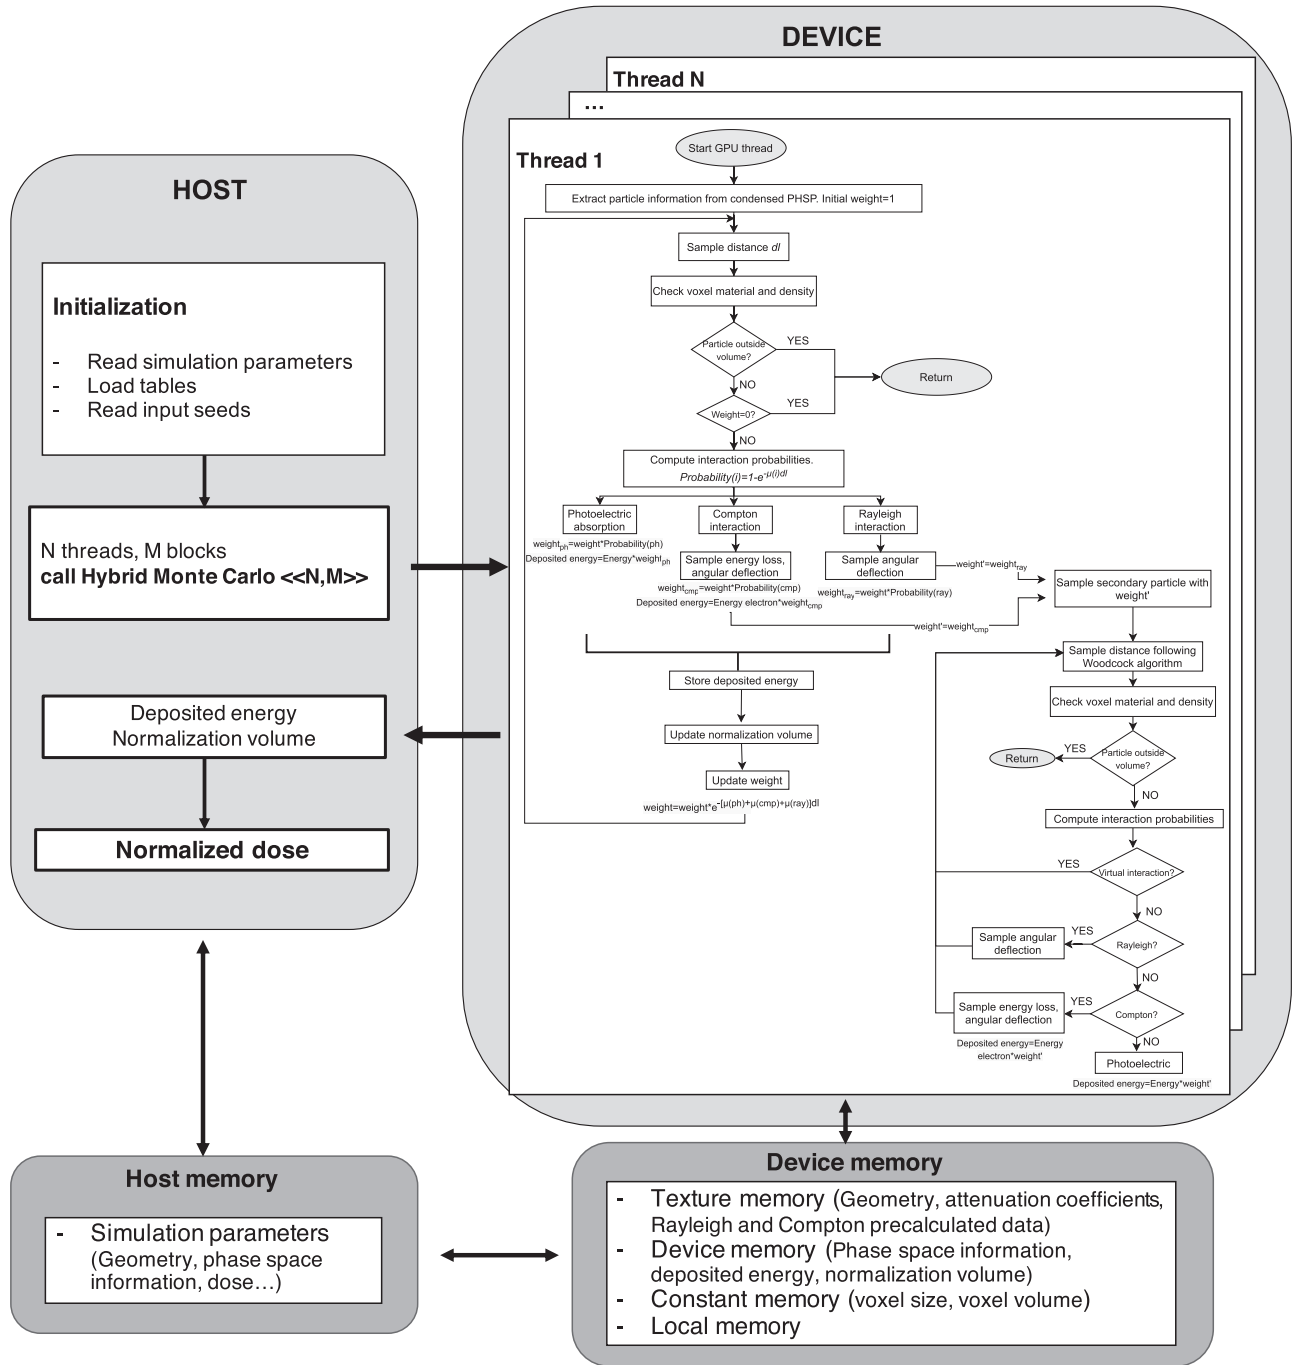 HOST
Initialization
- Read simulation parameters
- Load tables
- Read input seeds
N threads, M blocks
call Hybrid Monte Carlo <<N,M>>
Deposited energy
Normalization volume
Normalized dose
DEVICE
Thread N
...
Thread 1
Start GPU thread
Extract particle information from condensed PHSP. Initial weight=1
Sample distance dl
Check voxel material and density
Particle outside
volume?
YES
NO
Return
Weight=0?
YES
NO
Compute interaction probabilities.
Probability(i)=1-e-μ(i)dl
Photoelectric
absorption
weightph=weight*Probability(ph)
Deposited energy=Energy*weightph
Compton
interaction
Sample energy loss,
angular deflection
weightcmp=weight*Probability(cmp)
Deposited energy=Energy electron*weightcmp
Rayleigh
interaction
Sample angular
deflection
weightray=weight*Probability(ray)
weight'=weightray
weight'=weightcmp
Store deposited energy
Update normalization volume
Update weight
weight=weight*e-[μ(ph)+μ(cmp)+μ(ray)]dl
Sample secondary particle with
weight'
Sample distance following
Woodcock algorithm
Check voxel material and density
Particle outside
volume?
YES
Return
NO
Compute interaction probabilities
Virtual interaction?
YES
NO
Rayleigh?
YES
Sample angular
deflection
NO
Compton?
YES
Sample energy loss,
angular deflection
Deposited energy=Energy
electron*weight'
NO
Photoelectric
Deposited energy=Energy*weight'
Host memory
- Simulation parameters
(Geometry, phase space
information, dose...)
Device memory
- Texture memory (Geometry, attenuation coefficients,
Rayleigh and Compton precalculated data)
- Device memory (Phase space information,
deposited energy, normalization volume)
- Constant memory (voxel size, voxel volume)
- Local memory